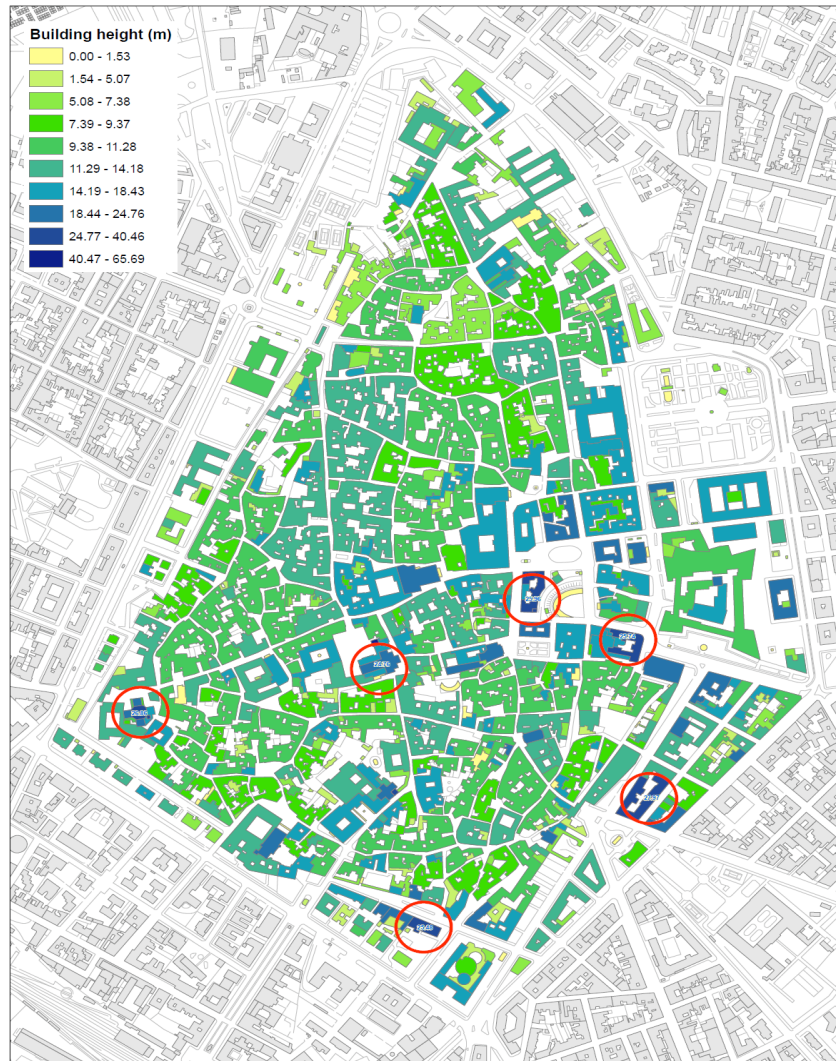 Building height (m)
0.00 - 1.53
1.54 - 5.07
5.08 - 7.38
7.39 - 9.37
9.38 - 11.28
11.29 - 14.18
14.19 - 18.43
18.44 - 24.76
24.77 - 40.46
40.47 - 65.69